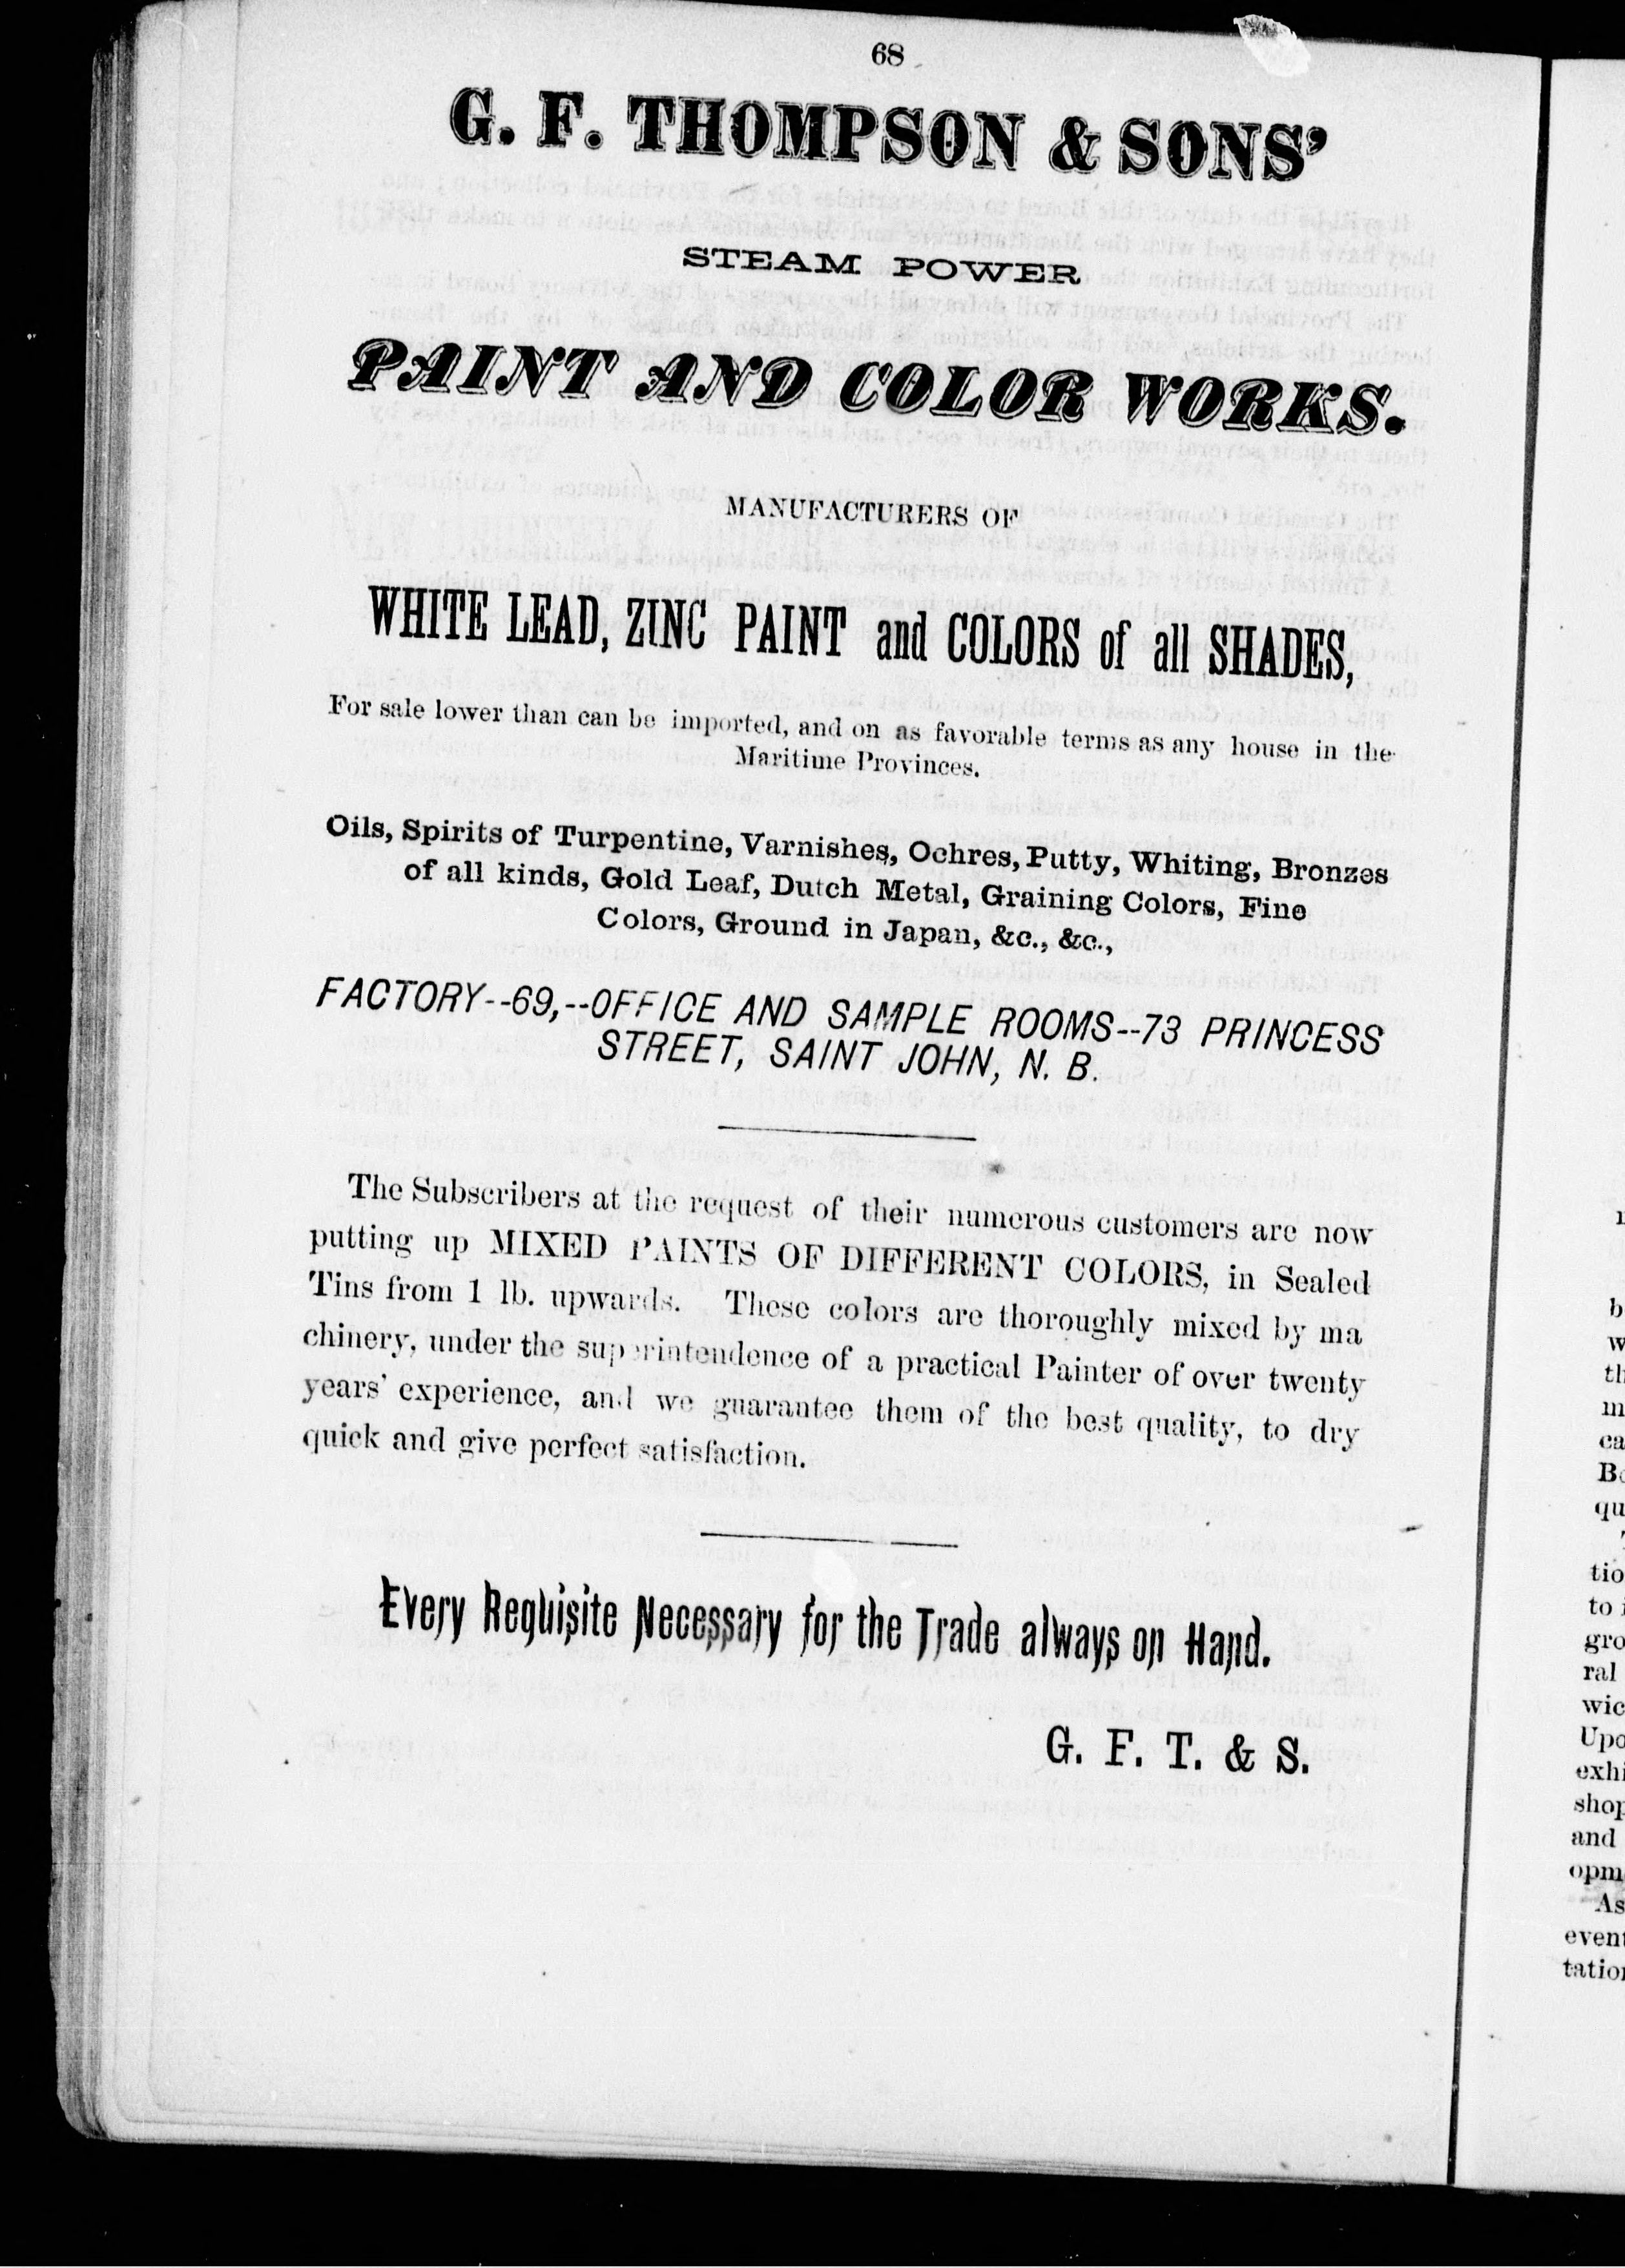 68
G. F. THOMPSON & SONS'
STEAM POWER
PAINT AND COLOR WORKS.
MANUFACTURERS OF
WHITE LEAD, ZINC PAINT and COLORS of all SHADES,
For sale lower than can be imported, and on as favorable terms as any house in the
Maritime Provinces.
Oils, Spirits of Turpentine, Varnishes, Ochres, Putty, Whiting, Bronzes
of all kinds, Gold Leaf, Dutch Metal, Graining Colors, Fine
Colors, Ground in Japan, &c., &c.,
FACTORY--69,--OFFICE AND SAMPLE ROOMS--73 PRINCESS
STREET, SAINT JOHN, N. B.
The Subscribers at the request of their numerous customers are now
putting up MIXED PAINTS OF DIFFERENT COLORS, in Sealed
Tins from 1 lb. upwards. These colors are thoroughly mixed by ma
chinery, under the superintendence of a practical Painter of over twenty
years' experience, and we guarantee them of the best quality, to dry
quick and give perfect satisfaction.
Every Requisite Necessary for the Trade always on Hand.
G. F. T. & S.